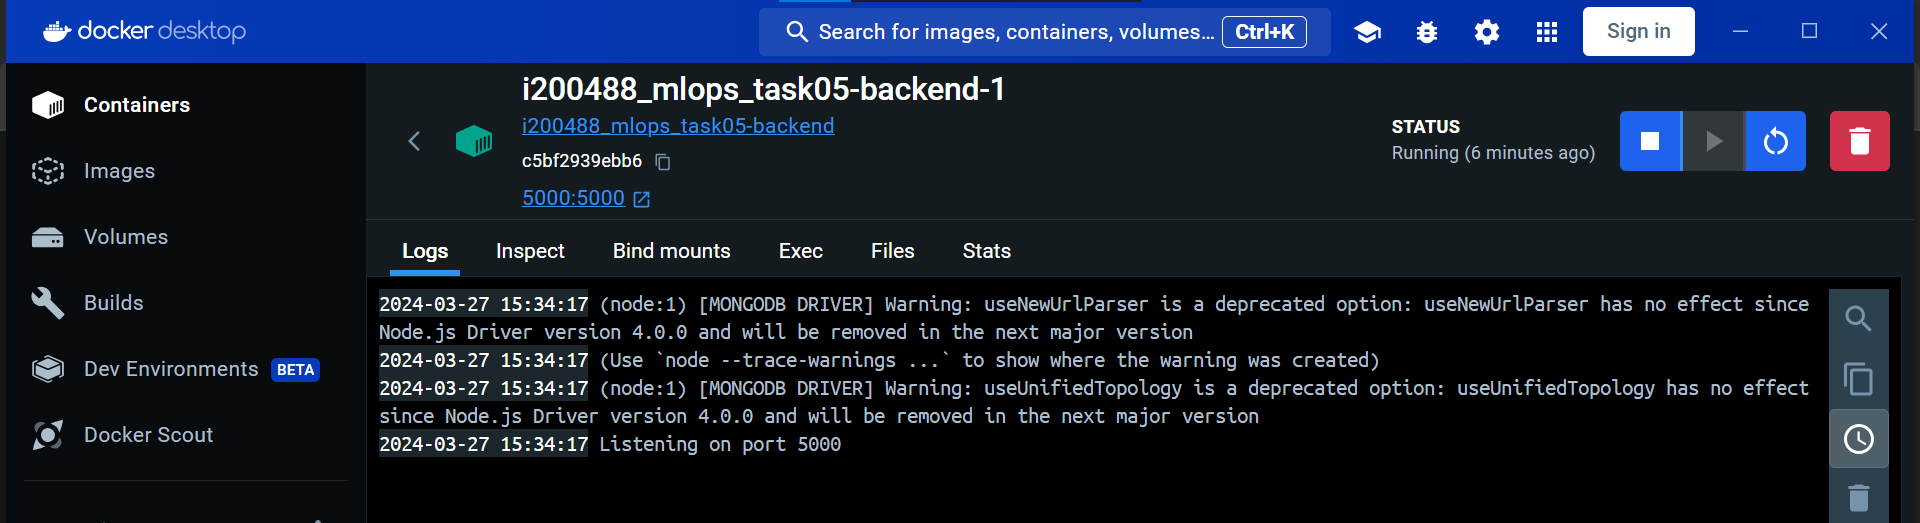 docker desktop
Search for images, containers, volumes... Ctrl+K
Sign in
Containers
Images
Volumes
Builds
Dev Environments BETA
Docker Scout
i200488_mlops_task05-backend-1
i200488_mlops_task05-backend
c5bf2939ebb6
5000:5000
STATUS
Running (6 minutes ago)
Logs Inspect Bind mounts Exec Files Stats
2024-03-27 15:34:17 (node:1) [MONGODB DRIVER] Warning: useNewUrlParser is a deprecated option: useNewUrlParser has no effect since
Node.js Driver version 4.0.0 and will be removed in the next major version
2024-03-27 15:34:17 (Use `node --trace-warnings ...` to show where the warning was created)
2024-03-27 15:34:17 (node:1) [MONGODB DRIVER] Warning: useUnifiedTopology is a deprecated option: useUnifiedTopology has no effect
since Node.js Driver version 4.0.0 and will be removed in the next major version
2024-03-27 15:34:17 Listening on port 5000